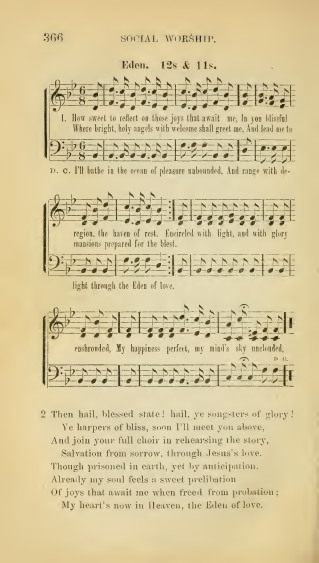 366
SOCIAL WORSHIP.
Eden. 12s & 11s.
1. How sweet to reflect on those joys that await me, In yon blissful
Where bright, holy angels with welcome shall greet me, And lead me to
D. C. I'll bathe in the ocean of pleasure unbounded, And range with de-
region, the haven of rest, Encircled with light, and with glory
mansions prepared for the blest.
light through the Eden of love.
enshrouded, My happiness perfect, my mind's sky unclouded,
D C.
2 Then hail, blessed state! hail, ye songsters of glory!
Ye harpers of bliss, soon I'll meet you above,
And join your full choir in rehearsing the story,
Salvation from sorrow, through Jesus's love.
Though prisoned in earth, yet by anticipation.
Already my soul feels a sweet prelibation
Of joys that await me when freed from probation;
My heart's now in Heaven, the Eden of love.